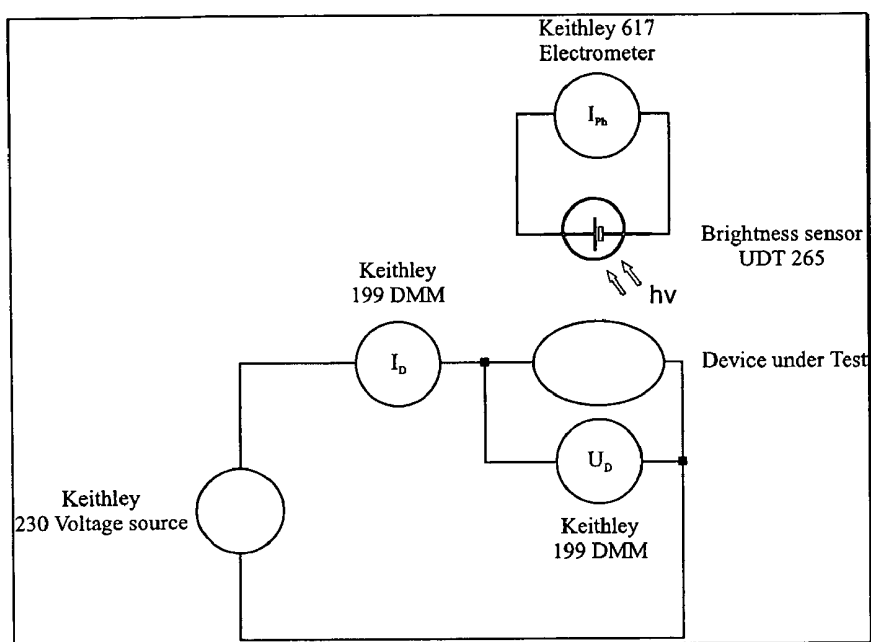 Keithley 617
Electrometer
I_Ph
Brightness sensor
UDT 265
hv
Keithley
199 DMM
I_D
Device under Test
U_D
Keithley
230 Voltage source
Keithley
199 DMM